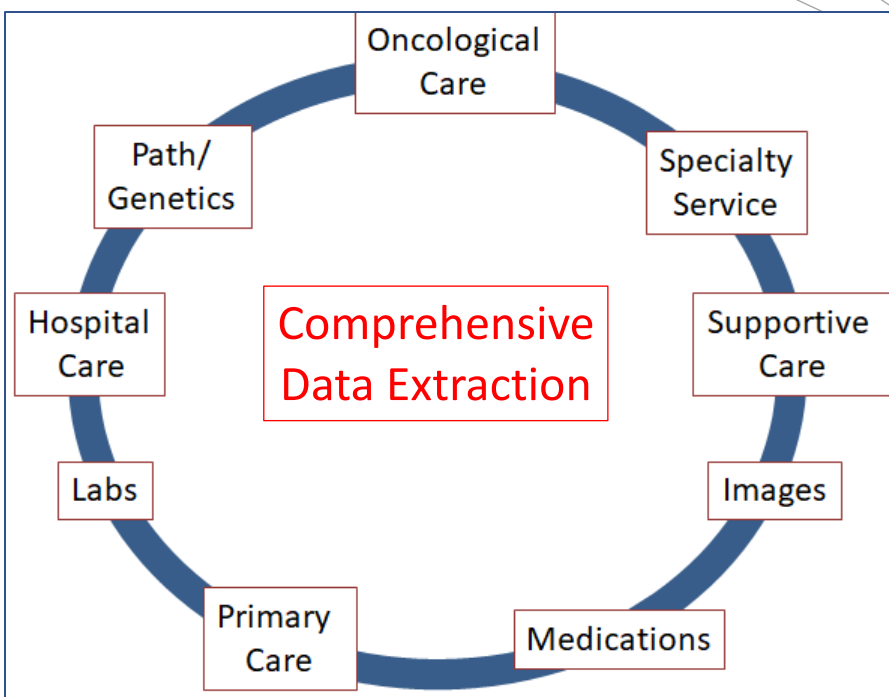 Oncological
Care
Path/
Genetics
Specialty
Service
Hospital
Care
Comprehensive
Data Extraction
Supportive
Care
Labs
Images
Primary
Care
Medications